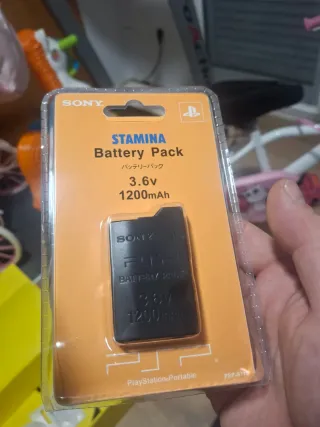 SONY
STAMINA
Battery Pack
バッテリーパック
3.6v
1200mAh
SONY
BATTERY PACK
3.6V
1200
PlayStation Portable